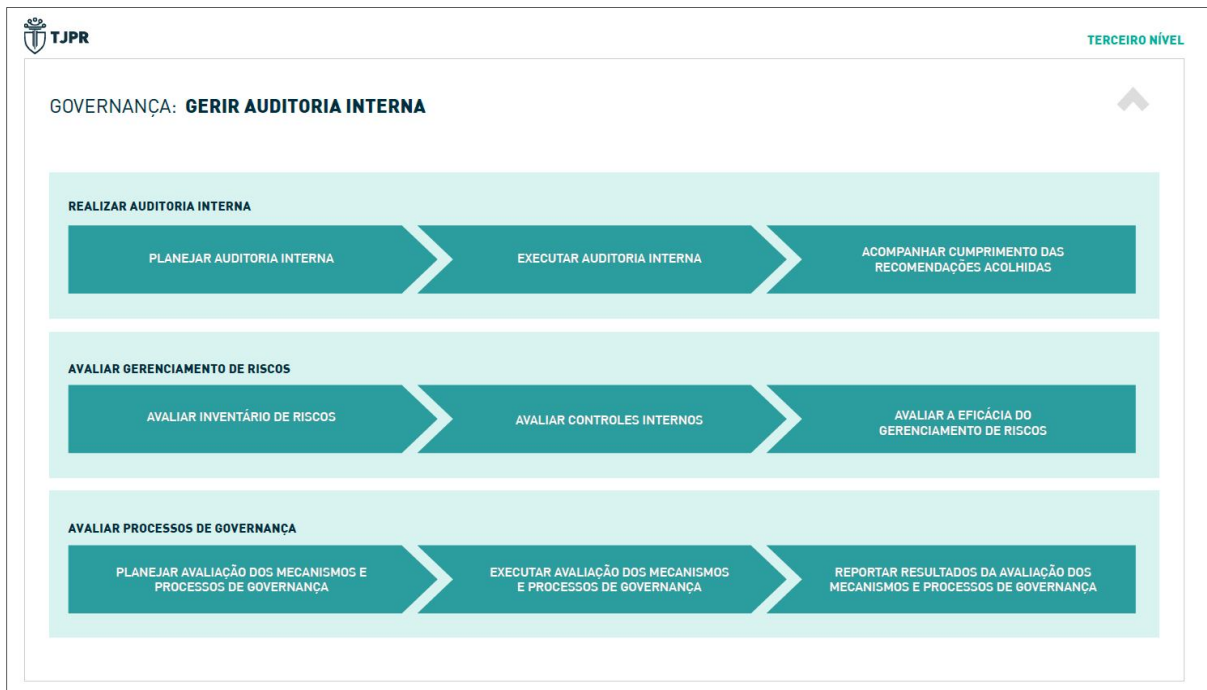 TJPR
TERCEIRO NÍVEL
GOVERNANÇA: GERIR AUDITORIA INTERNA
REALIZAR AUDITORIA INTERNA
PLANEJAR AUDITORIA INTERNA
EXECUTAR AUDITORIA INTERNA
ACOMPANHAR CUMPRIMENTO DAS
RECOMENDAÇÕES ACOLHIDAS
AVALIAR GERENCIAMENTO DE RISCOS
AVALIAR INVENTÁRIO DE RISCOS
AVALIAR CONTROLES INTERNOS
AVALIAR A EFICÁCIA DO
GERENCIAMENTO DE RISCOS
AVALIAR PROCESSOS DE GOVERNANÇA
PLANEJAR AVALIAÇÃO DOS MECANISMOS E
PROCESSOS DE GOVERNANÇA
EXECUTAR AVALIAÇÃO DOS MECANISMOS
E PROCESSOS DE GOVERNANÇA
REPORTAR RESULTADOS DA AVALIAÇÃO DOS
MECANISMOS E PROCESSOS DE GOVERNANÇA